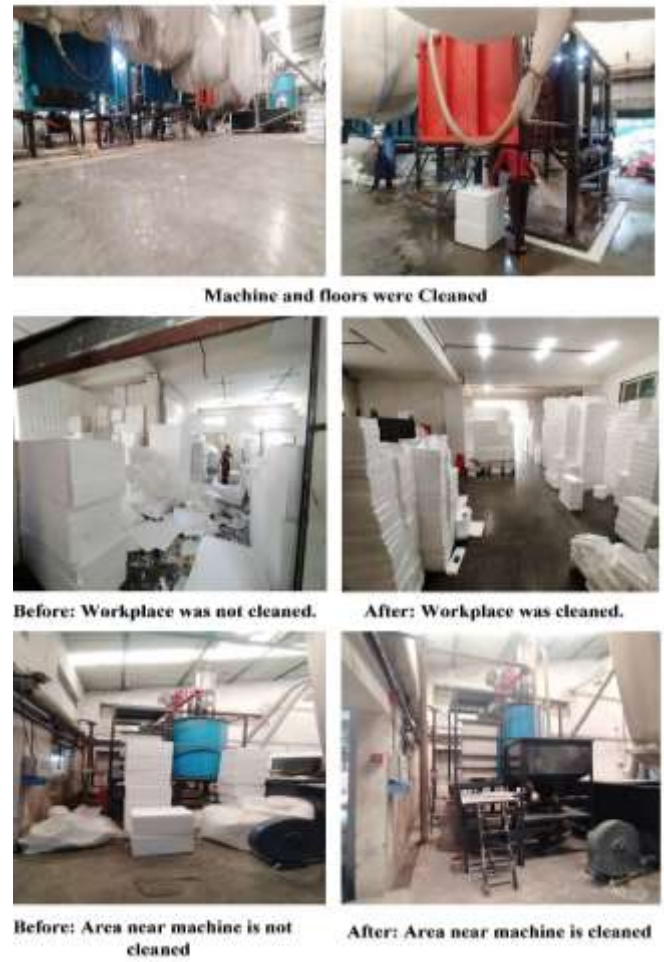 Machine and floors were Cleaned
Before: Workplace was not cleaned.
After: Workplace was cleaned.
Before: Area near machine is not
cleaned
After: Area near machine is cleaned